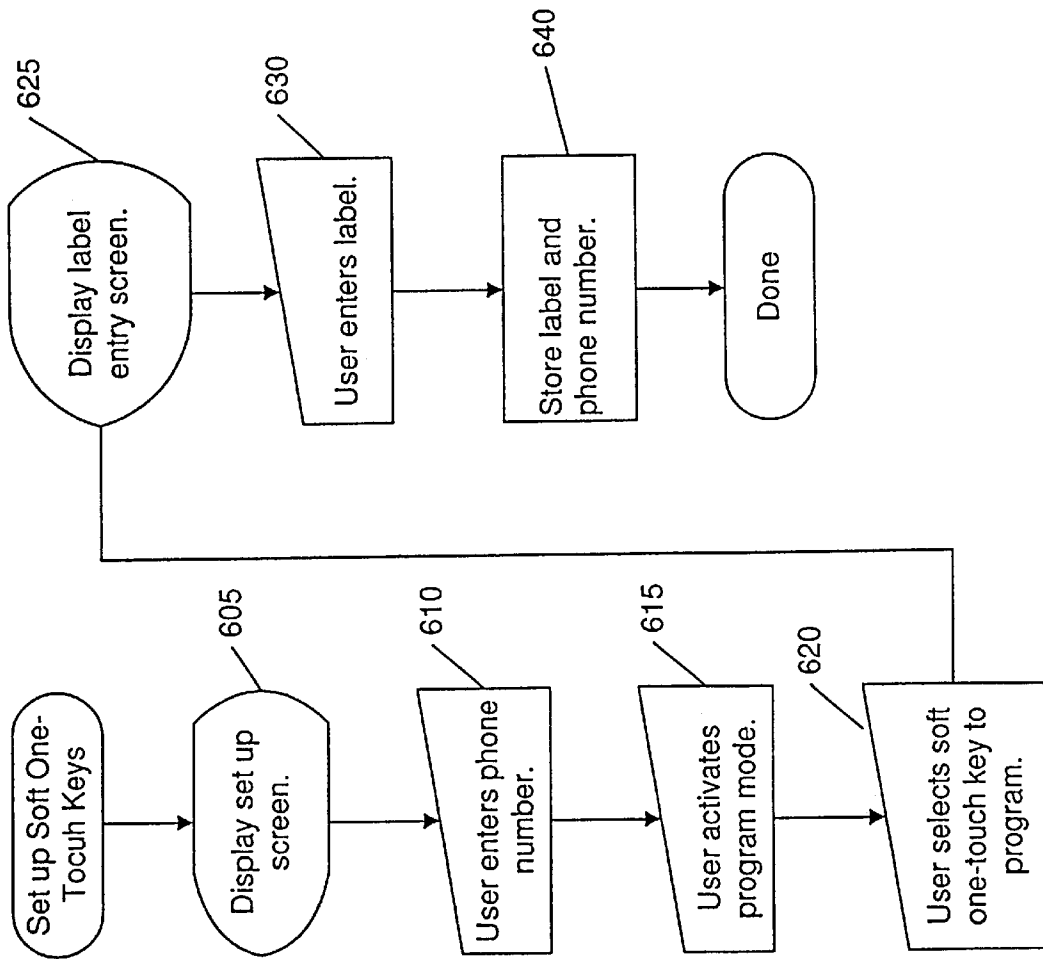 Set up Soft One-
Tocuh Keys
605
Display set up
screen.
610
User enters phone
number.
615
User activates
program mode.
620
User selects soft
one-touch key to
program.
625
Display label
entry screen.
630
User enters label.
640
Store label and
phone number.
Done